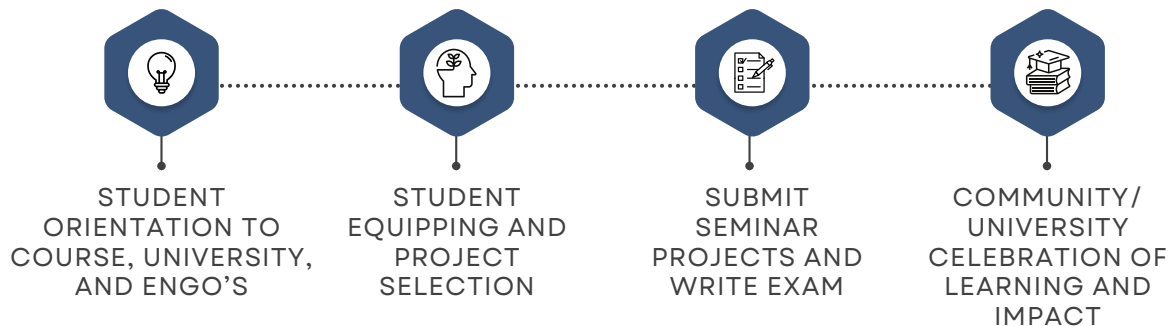 STUDENT
ORIENTATION TO
COURSE, UNIVERSITY,
AND ENGO'S
STUDENT
EQUIPPING AND
PROJECT
SELECTION
SUBMIT
SEMINAR
PROJECTS AND
WRITE EXAM
COMMUNITY/
UNIVERSITY
CELEBRATION OF
LEARNING AND
IMPACT